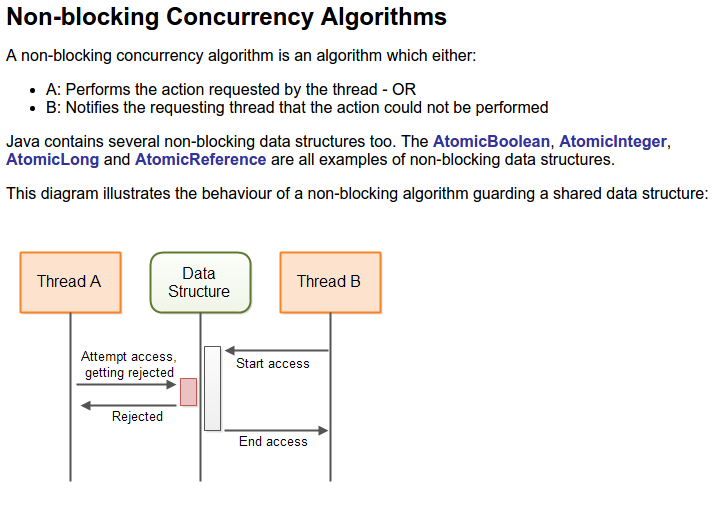 Non-blocking Concurrency Algorithms
A non-blocking concurrency algorithm is an algorithm which either:
• A: Performs the action requested by the thread - OR
• B: Notifies the requesting thread that the action could not be performed
Java contains several non-blocking data structures too. The AtomicBoolean, AtomicInteger,
AtomicLong and AtomicReference are all examples of non-blocking data structures.
This diagram illustrates the behaviour of a non-blocking algorithm guarding a shared data structure:
Thread A
Data
Structure
Thread B
Attempt access,
getting rejected
Start access
Rejected
End access